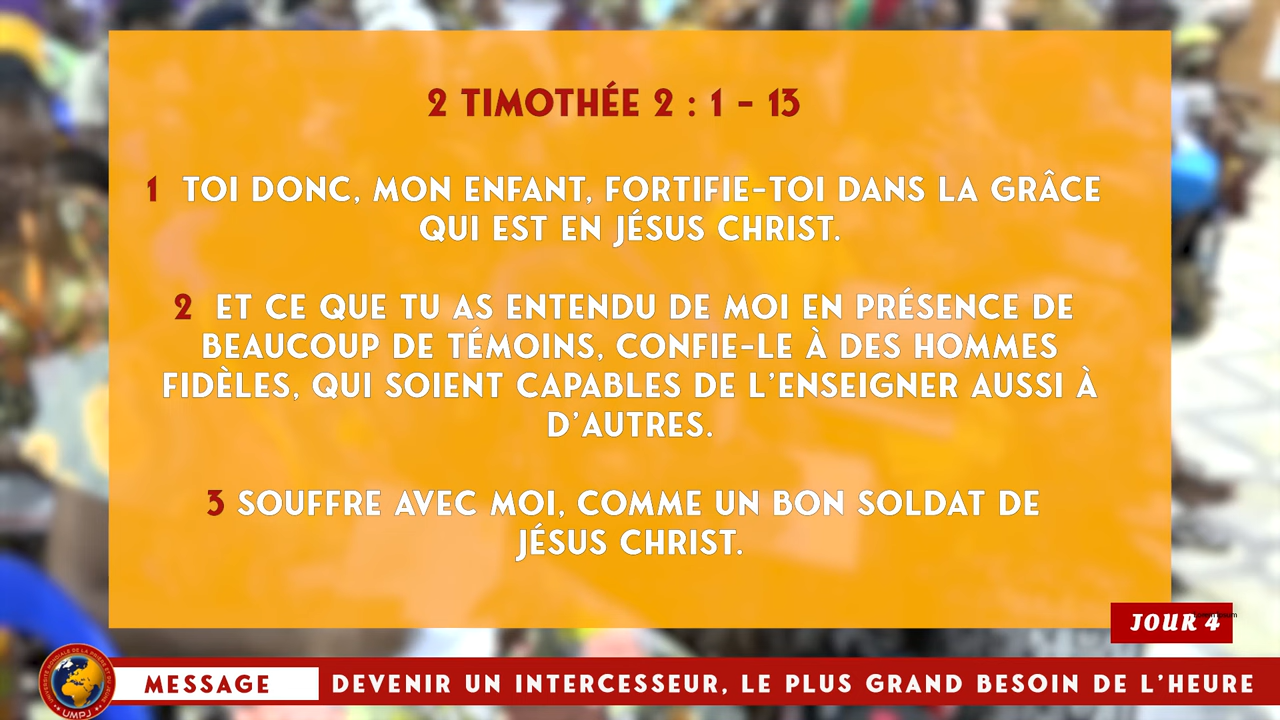 2 TIMOTHÉE 2 : 1 - 13
1 TOI DONC, MON ENFANT, FORTIFIE-TOI DANS LA GRÂCE
QUI EST EN JÉSUS CHRIST.
2 ET CE QUE TU AS ENTENDU DE MOI EN PRÉSENCE DE
BEAUCOUP DE TÉMOINS, CONFIE-LE À DES HOMMES
FIDÈLES, QUI SOIENT CAPABLES DE L'ENSEIGNER AUSSI À
D'AUTRES.
3 SOUFFRE AVEC MOI, COMME UN BON SOLDAT DE
JÉSUS CHRIST.
JOUR 4
UMPJ
MESSAGE
DEVENIR UN INTERCESSEUR, LE PLUS GRAND BESOIN DE L'HEURE